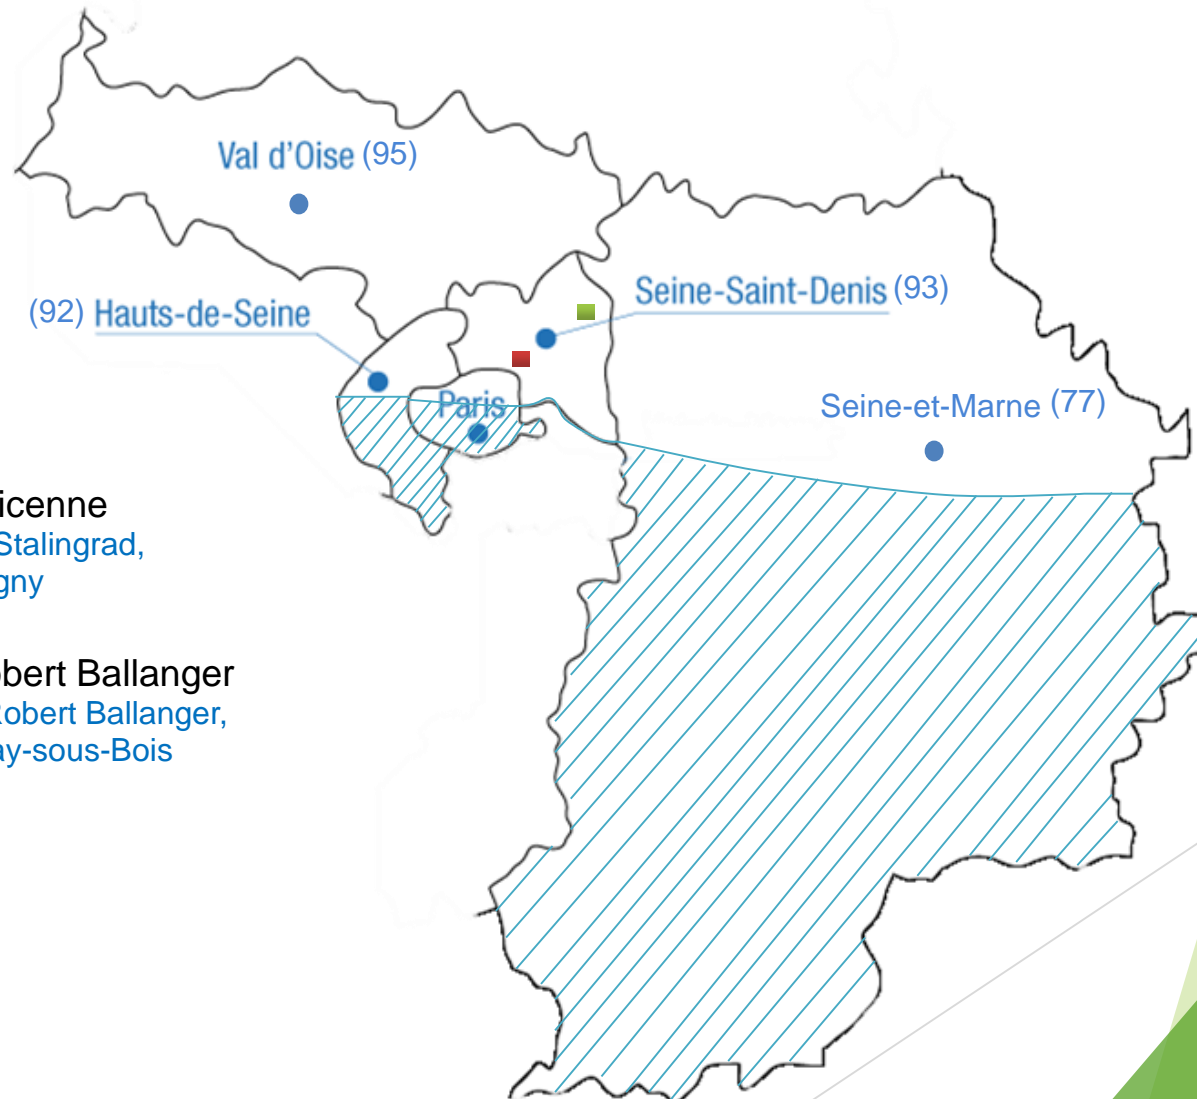 Val d'Oise (95)
Seine-Saint-Denis (93)
(92) Hauts-de-Seine
Paris
Seine-et-Marne (77)
icenne
Stalingrad,
gny
obert Ballanger
Robert Ballanger,
ay-sous-Bois